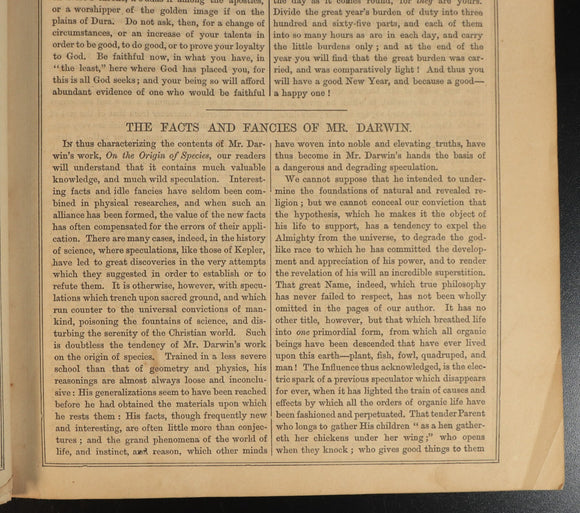 or a worshipper of the golden image if on the
plains of Dura. Do not ask, then, for a change of
circumstances, or an increase of your talents in
order to be good, to do good, or to prove your loyalty
to God. Be faithful now, in what you have, in
"the least," here where God has placed you, for
this is all God seeks; and your being so will afford
abundant evidence of one who would be faithful
the day as it comes round, for they are yours.
Divide the great year's burden of duty into three
hundred and sixty-five parts, and each of them
into so many hours as are in each day, and carry
the little burdens only; and at the end of the
year you will find that the great burden was car-
ried, and was comparatively light! And thus you
will have a good New Year, and because a good—
a happy one!
THE FACTS AND FANCIES OF MR. DARWIN.
IN thus characterizing the contents of Mr. Dar-
win's work, On the Origin of Species, our readers
will understand that it contains much valuable
knowledge, and much wild speculation. Interest-
ing facts and idle fancies have seldom been com-
bined in physical researches, and when such an
alliance has been formed, the value of the new facts
has often compensated for the errors of their appli-
cation. There are many cases, indeed, in the history
of science, where speculations, like those of Kepler,
have led to great discoveries in the very attempts
which they suggested in order to establish or to
refute them. It is otherwise, however, with specu-
lations which trench upon sacred ground, and which
run counter to the universal convictions of man-
kind, poisoning the fountains of science, and dis-
turbing the serenity of the Christian world. Such
is doubtless the tendency of Mr. Darwin's work
on the origin of species. Trained in a less severe
school than that of geometry and physics, his
reasonings are almost always loose and inconclu-
sive: His generalizations seem to have been reached
before he had obtained the materials upon which
he rests them: His facts, though frequently new
and interesting, are often little more than conjec-
tures; and the grand phenomena of the world of
life, and instinct, and reason, which other minds
have woven into noble and elevating truths, have
thus become in Mr. Darwin's hands the basis of
a dangerous and degrading speculation.
We cannot suppose that he intended to under-
mine the foundations of natural and revealed re-
ligion; but we cannot conceal our conviction that
the hypothesis, which he makes it the object of
his life to support, has a tendency to expel the
Almighty from the universe, to degrade the god-
like race to which he has committed the develop-
ment and appreciation of his power, and to render
the revelation of his will an incredible superstition.
That great Name, indeed, which true philosophy
has never failed to respect, has not been wholly
omitted in the pages of our author. It has no
other title, however, but that which breathed life
into one primordial form, from which all organic
beings have been descended that have ever lived
upon this earth—plant, fish, fowl, quadruped, and
man! The Influence thus acknowledged, is the elec-
tric spark of a previous speculator which disappears
for ever, when it has lighted the train of causes and
effects by which all the orders of organic life have
been fashioned and perpetuated. That tender Parent
who longs to gather His children "as a hen gather-
eth her chickens under her wing;" who opens
when they knock; who gives good things to them